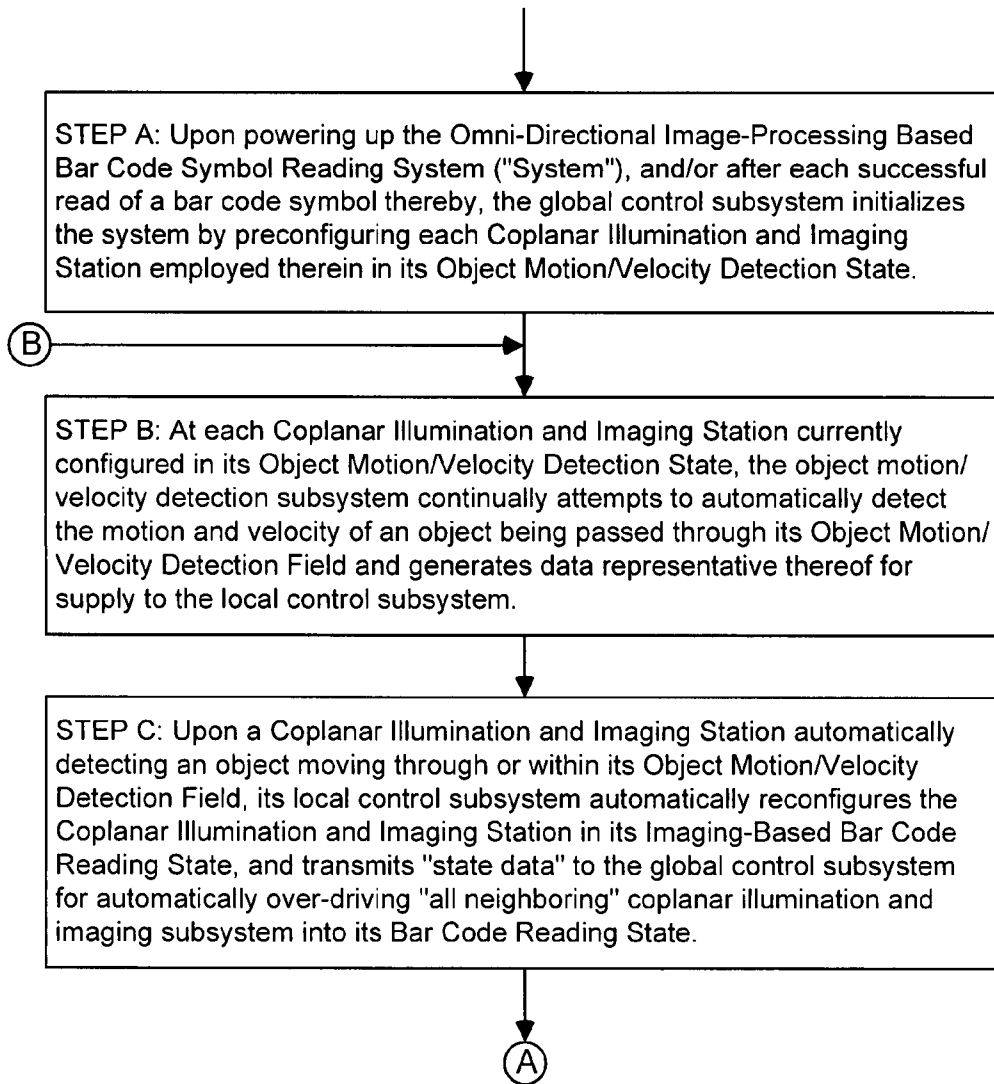 STEP A: Upon powering up the Omni-Directional Image-Processing Based
Bar Code Symbol Reading System ("System"), and/or after each successful
read of a bar code symbol thereby, the global control subsystem initializes
the system by preconfiguring each Coplanar Illumination and Imaging
Station employed therein in its Object Motion/Velocity Detection State.
B
STEP B: At each Coplanar Illumination and Imaging Station currently
configured in its Object Motion/Velocity Detection State, the object motion/
velocity detection subsystem continually attempts to automatically detect
the motion and velocity of an object being passed through its Object Motion/
Velocity Detection Field and generates data representative thereof for
supply to the local control subsystem.
STEP C: Upon a Coplanar Illumination and Imaging Station automatically
detecting an object moving through or within its Object Motion/Velocity
Detection Field, its local control subsystem automatically reconfigures the
Coplanar Illumination and Imaging Station in its Imaging-Based Bar Code
Reading State, and transmits "state data" to the global control subsystem
for automatically over-driving "all neighboring" coplanar illumination and
imaging subsystem into its Bar Code Reading State.
A